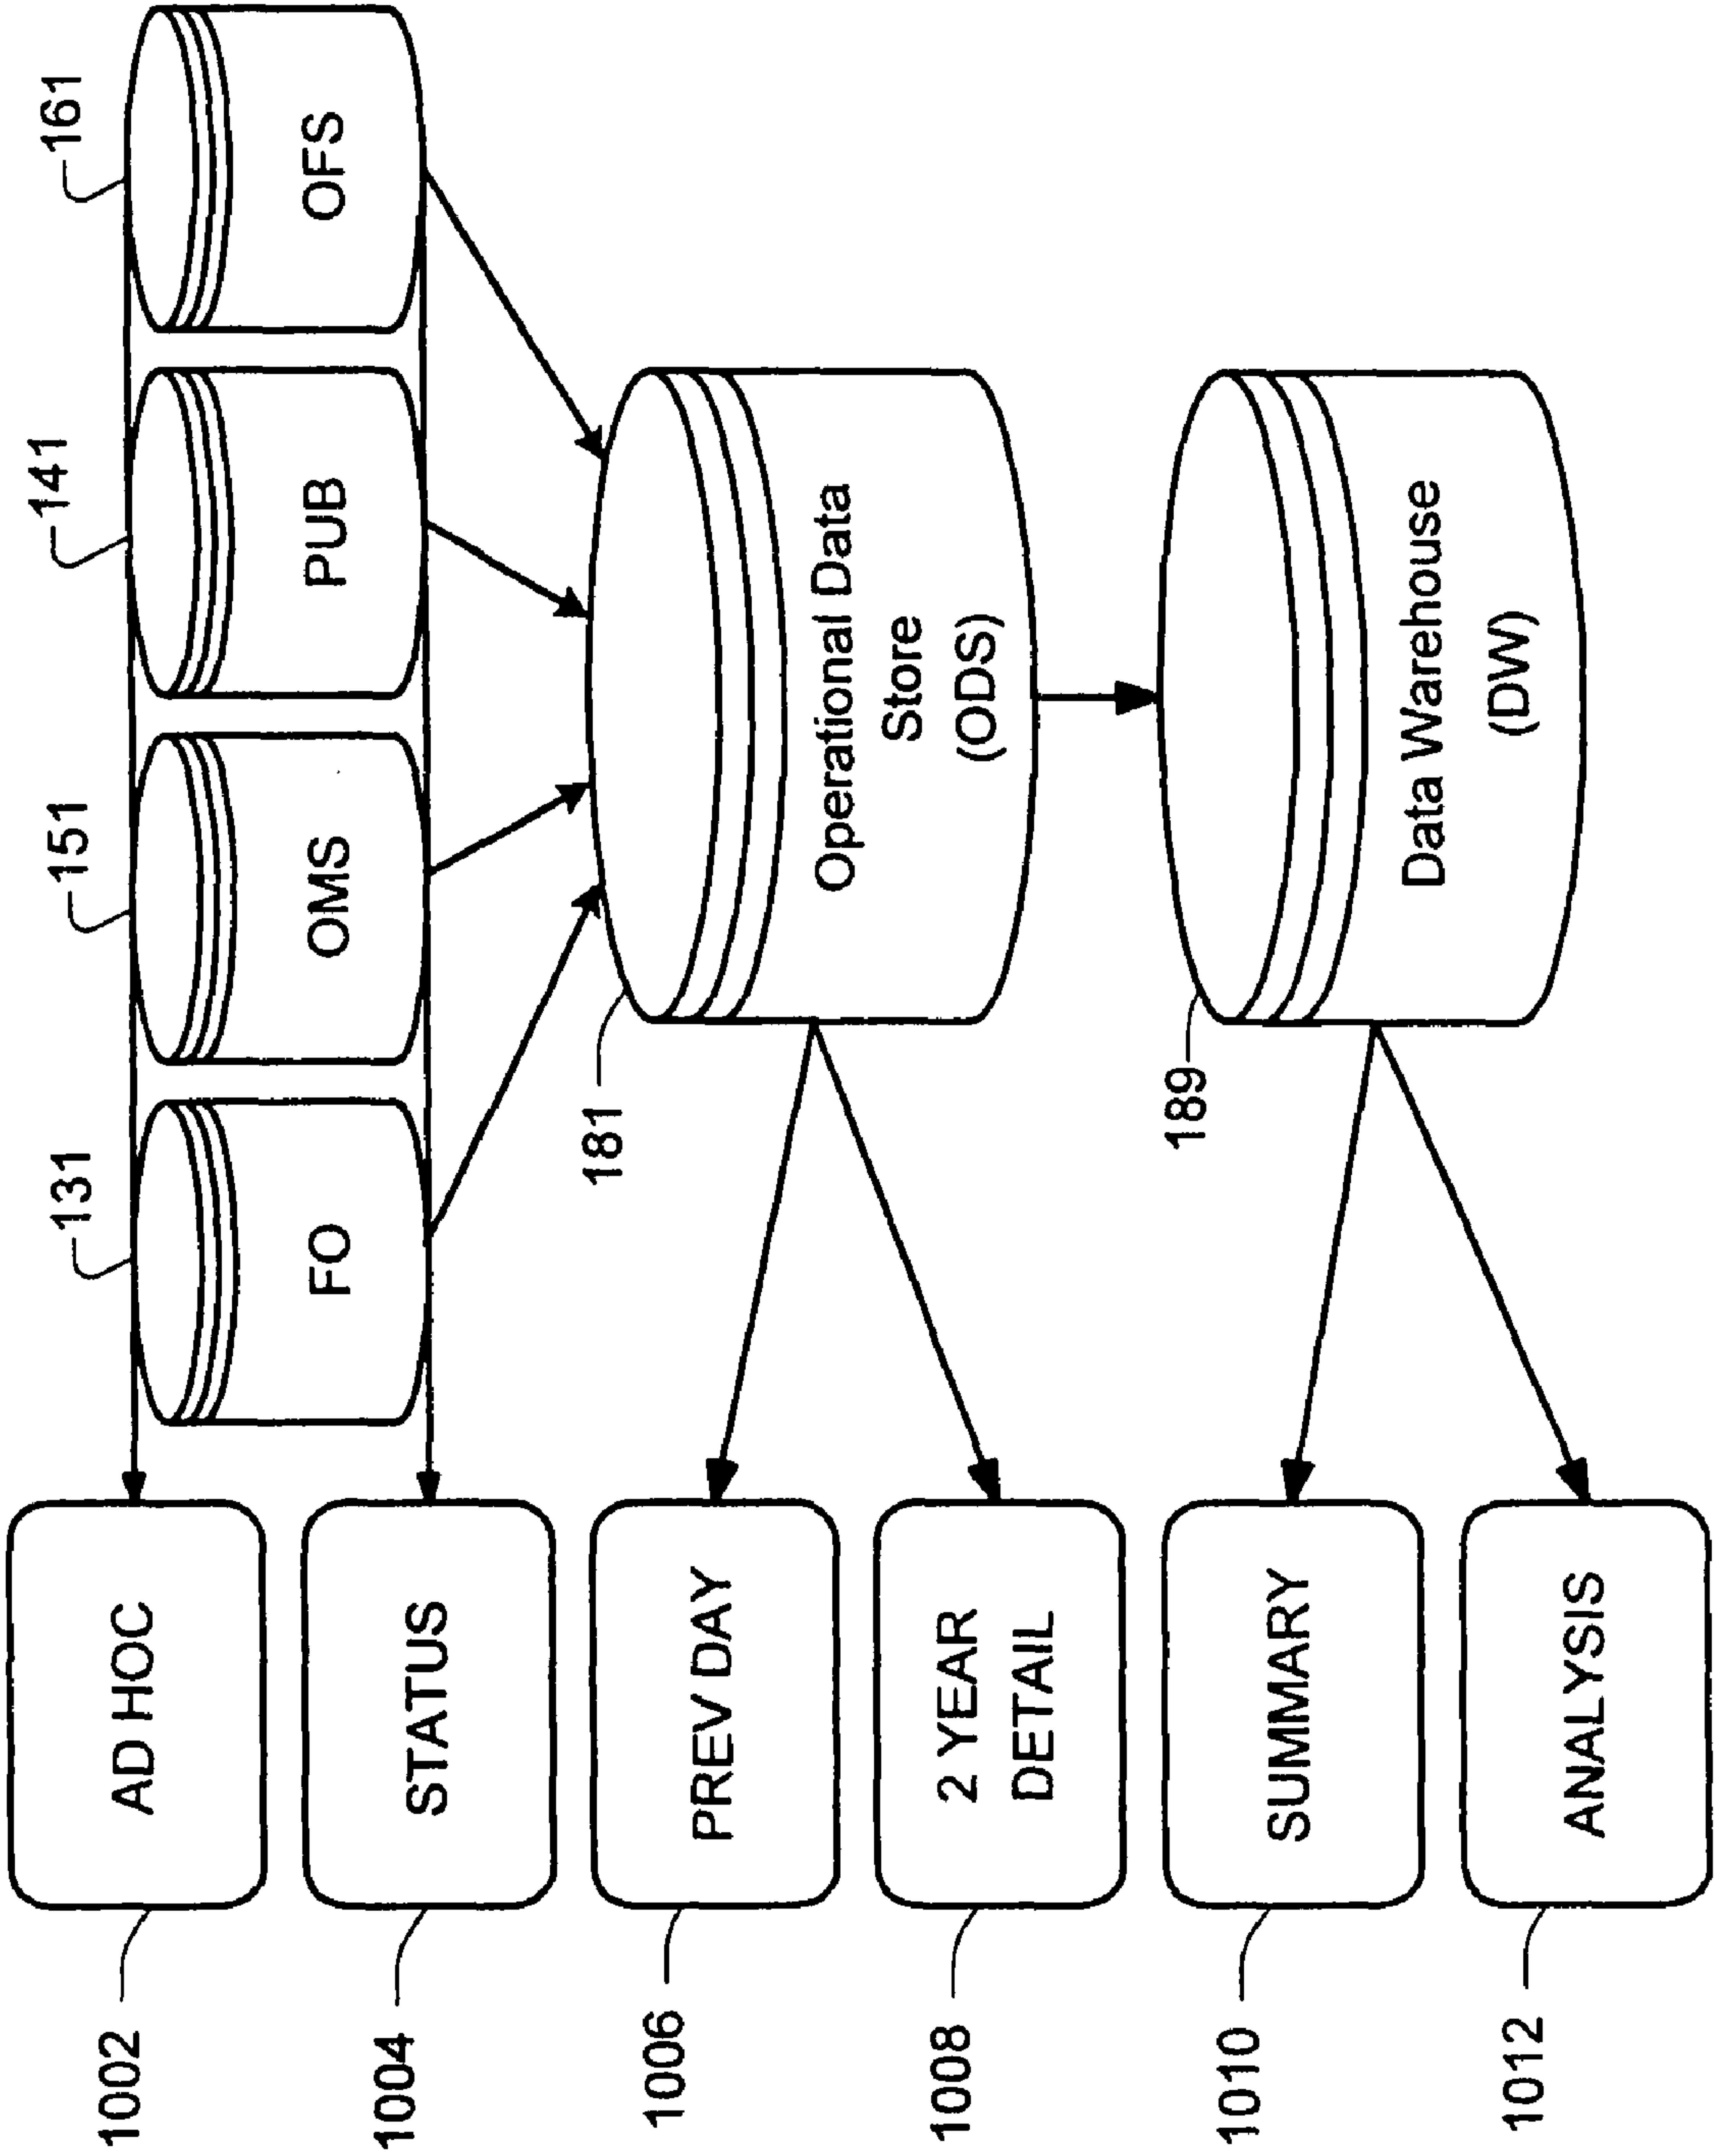 1002
AD HOC
1004
STATUS
1006
PREV DAY
1008
2 YEAR
DETAIL
1010
SUMMARY
1012
ANALYSIS
131
FO
151
OMS
141
PUB
161
OFS
181
Operational Data
Store
(ODS)
189
Data Warehouse
(DW)